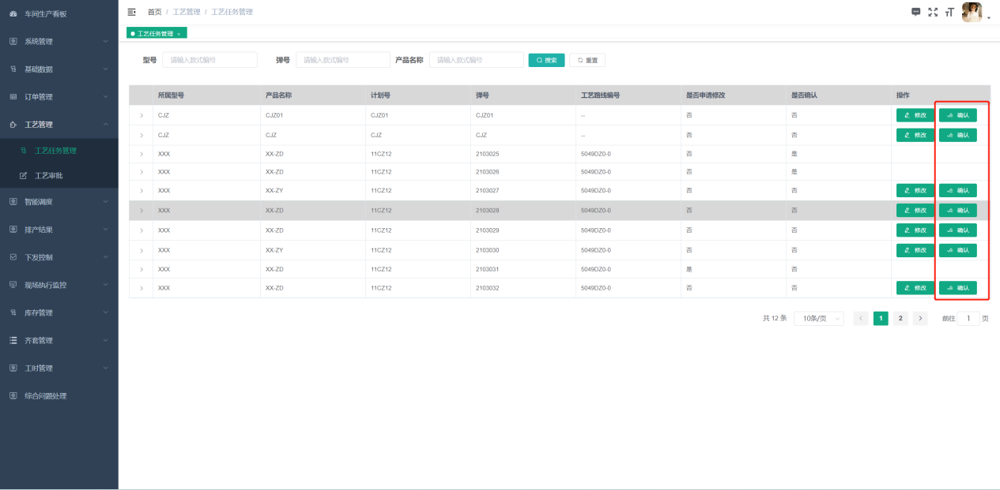 车间生产看板
系统管理
基础数据
订单管理
工艺管理
工艺任务管理
工艺审批
智能调度
排产结果
下发控制
现场执行监控
库存管理
齐套管理
工时管理
综合问题处理
首页 / 工艺管理 / 工艺任务管理
工艺任务管理 ×
型号 请输入款式编号 弹号 请输入款式编号 产品名称 请输入款式编号 搜索 重置
所属型号 产品名称 计划号 弹号 工艺路线编号 是否申请修改 是否确认 操作
CJZ CJZ01 CJZ01 CJZ01 -- 否 否 修改 确认
CJZ CJZ CJZ CJZ -- 否 否 修改 确认
XXX XX-ZD 11CZ12 2103025 5049DZ0-0 否 是
XXX XX-ZD 11CZ12 2103026 5049DZ0-0 否 是
XXX XX-ZY 11CZ12 2103027 5049DZ0-0 否 否 修改 确认
XXX XX-ZD 11CZ12 2103028 5049DZ0-0 否 否 修改 确认
XXX XX-ZD 11CZ12 2103029 5049DZ0-0 否 否 修改 确认
XXX XX-ZY 11CZ12 2103030 5049DZ0-0 否 否 修改 确认
XXX XX-ZD 11CZ12 2103031 5049DZ0-0 是 否
XXX XX-ZD 11CZ12 2103032 5049DZ0-0 否 否 修改 确认
共 12 条 10条/页 < 1 2 > 前往 1 页